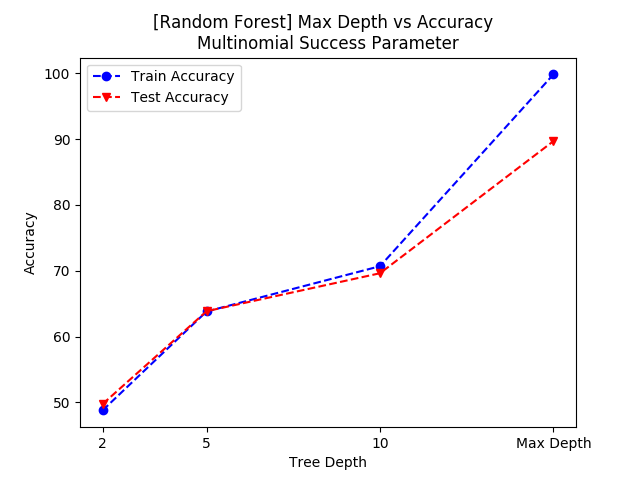 [Random Forest] Max Depth vs Accuracy
Multinomial Success Parameter
Train Accuracy
Test Accuracy
Accuracy
100
90
80
70
60
50
2 5 10 Max Depth
Tree Depth